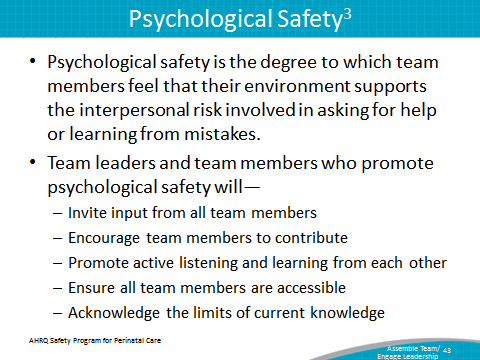 Psychological Safety³
• Psychological safety is the degree to which team
members feel that their environment supports
the interpersonal risk involved in asking for help
or learning from mistakes.
• Team leaders and team members who promote
psychological safety will—
– Invite input from all team members
– Encourage team members to contribute
– Promote active listening and learning from each other
– Ensure all team members are accessible
– Acknowledge the limits of current knowledge
AHRQ Safety Program for Perinatal Care
Assemble Team/ 43
Engage Leadership